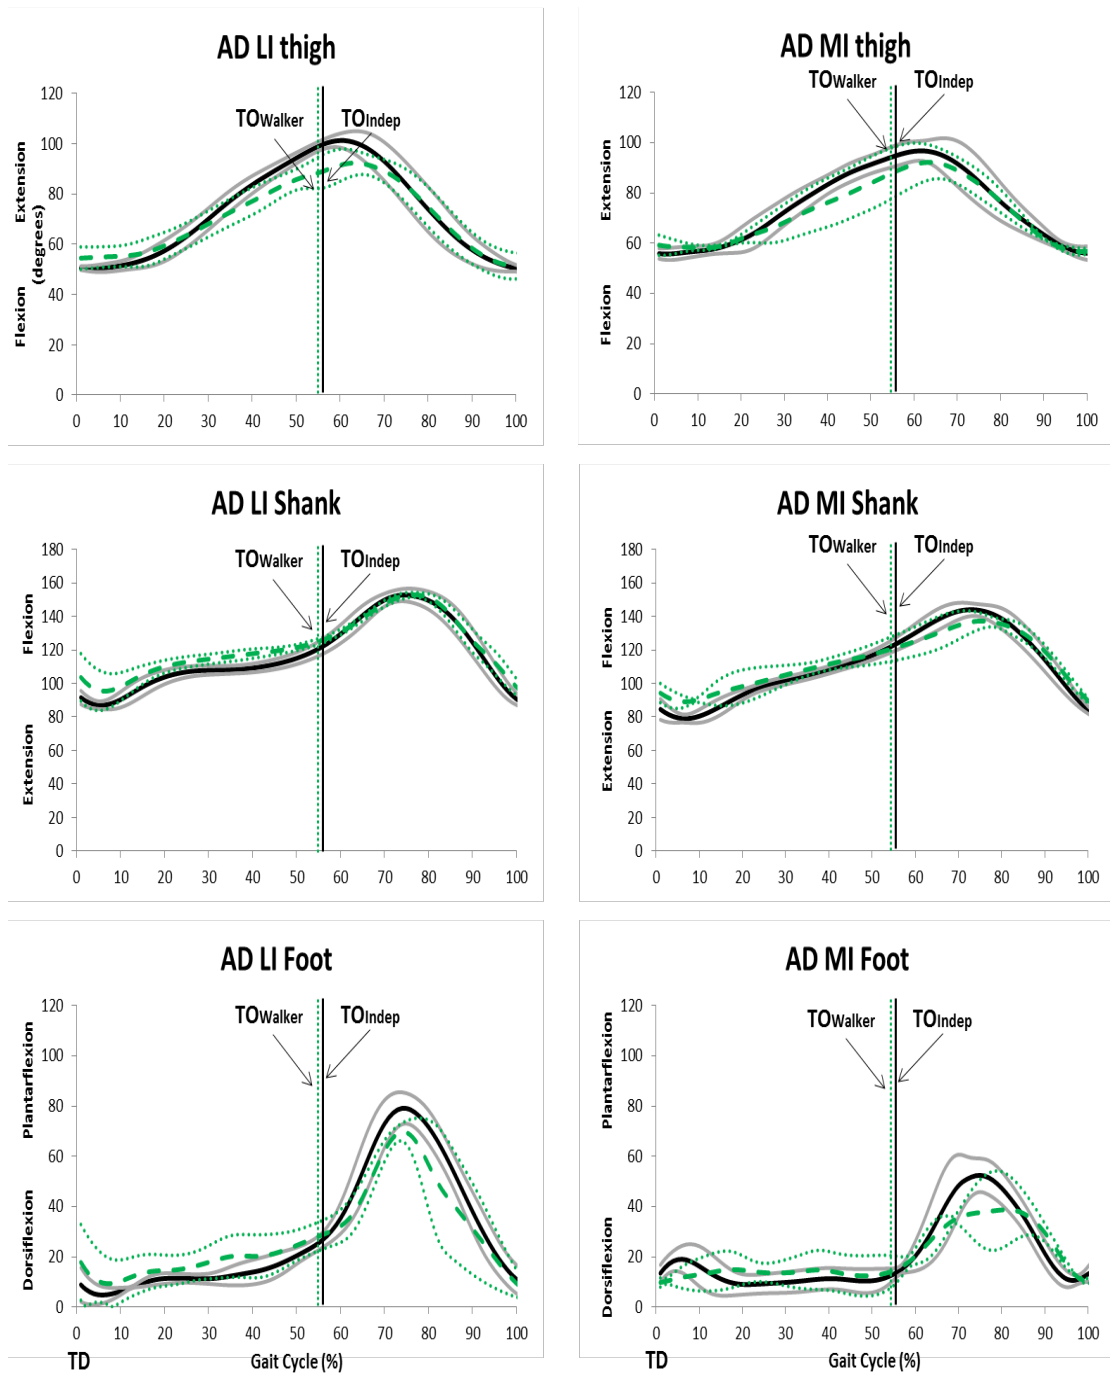 AD LI thigh
TOWalker
TOIndep
Extension
(degrees)
Flexion
120
100
80
60
40
20
0
0 10 20 30 40 50 60 70 80 90 100
AD MI thigh
TOWalker
TOIndep
Extension
Flexion
120
100
80
60
40
20
0
0 10 20 30 40 50 60 70 80 90 100
AD LI Shank
TOWalker
TOIndep
Flexion
Extension
180
160
140
120
100
80
60
40
20
0
0 10 20 30 40 50 60 70 80 90 100
AD MI Shank
TOWalker
TOIndep
Flexion
Extension
180
160
140
120
100
80
60
40
20
0
0 10 20 30 40 50 60 70 80 90 100
AD LI Foot
TOWalker
TOIndep
Plantarflexion
Dorsiflexion
120
100
80
60
40
20
0
0 10 20 30 40 50 60 70 80 90 100
TD
Gait Cycle (%)
AD MI Foot
TOWalker
TOIndep
Plantarflexion
Dorsiflexion
120
100
80
60
40
20
0
0 10 20 30 40 50 60 70 80 90 100
TD
Gait Cycle (%)